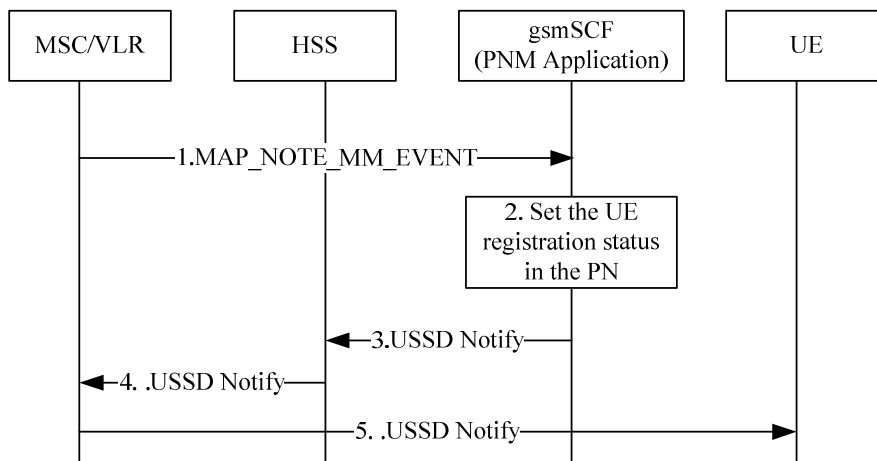 MSC/VLR
HSS
gsmSCF
(PNM Application)
UE
1.MAP_NOTE_MM_EVENT
2. Set the UE
registration status
in the PN
3.USSD Notify
4. .USSD Notify
5. .USSD Notify